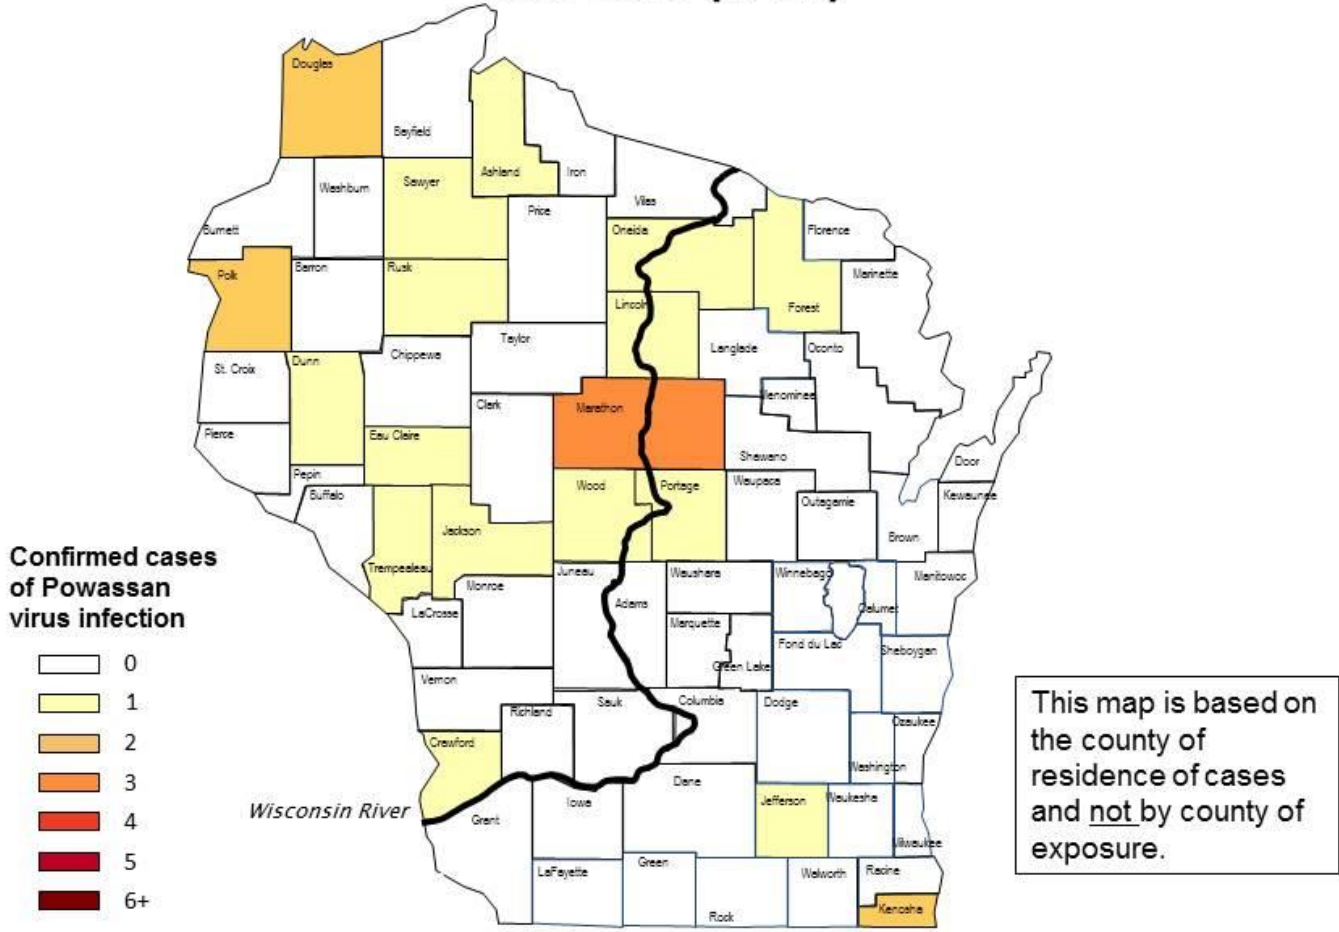 Douglas
Bayfield
Ashland
Iron
Vilas
Burnett
Washburn
Sawyer
Price
Oneida
Florence
Forest
Marinette
Polk
Barron
Rusk
Lincoln
Taylor
Langlade
Oconto
St. Croix
Dunn
Chippewa
Clark
Marathon
Menominee
Pierce
Pepin
Eau Claire
Shawano
Door
Buffalo
Wood
Portage
Waupaca
Outagamie
Kewaunee
Brown
Trempealeau
Jackson
Monroe
Juneau
Adams
Waushara
Winnebago
Calumet
Manitowoc
LaCrosse
Marquette
Green Lake
Fond du Lac
Sheboygan
Vernon
Richland
Sauk
Columbia
Dodge
Ozaukee
Washington
Crawford
Grant
Iowa
Dane
Jefferson
Waukesha
Milwaukee
LaFayette
Green
Rock
Walworth
Racine
Kenosha
Wisconsin River
Confirmed cases
of Powassan
virus infection
0
1
2
3
4
5
6+
This map is based on
the county of
residence of cases
and not by county of
exposure.